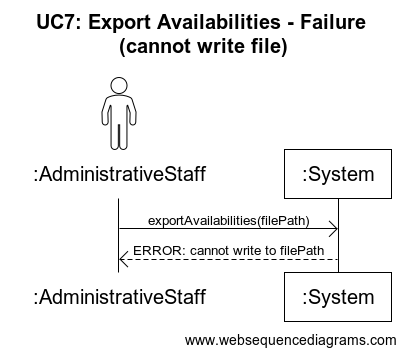 UC7: Export Availabilities - Failure
(cannot write file)
:AdministrativeStaff
:System
exportAvailabilities(filePath)
ERROR: cannot write to filePath
:AdministrativeStaff
:System
www.websequencediagrams.com